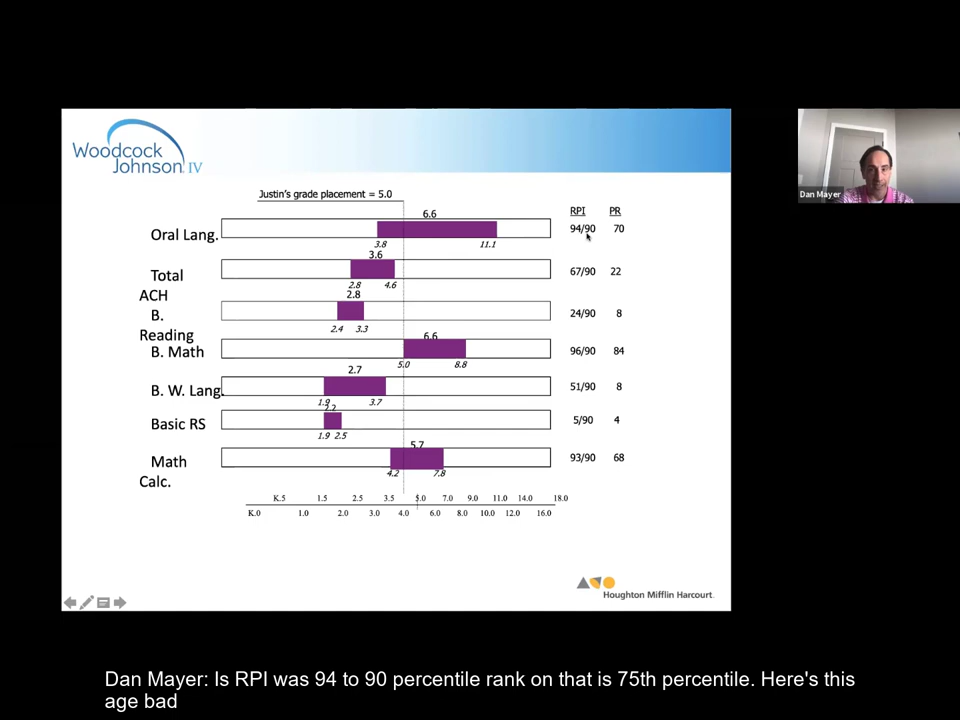 Woodcock
Johnson IV
Justin's grade placement = 5.0
RPI PR
6.6
Oral Lang. 94/90 70
3.8 11.1
3.6
Total 67/90 22
ACH
2.8 4.6
2.8
B. 24/90 8
Reading
2.4 3.3
6.6
B. Math 96/90 84
5.0 8.8
2.7
B. W. Lang. 51/90 8
1.9 3.7
2.2
Basic RS 5/90 4
1.9 2.5
5.7
Math 93/90 68
Calc.
4.2 7.8
K.5 1.5 2.5 3.5 5.0 7.0 9.0 11.0 14.0 18.0
K.0 1.0 2.0 3.0 4.0 6.0 8.0 10.0 12.0 16.0
Houghton Mifflin Harcourt
Dan Mayer
Dan Mayer: Is RPI was 94 to 90 percentile rank on that is 75th percentile. Here's this
age bad